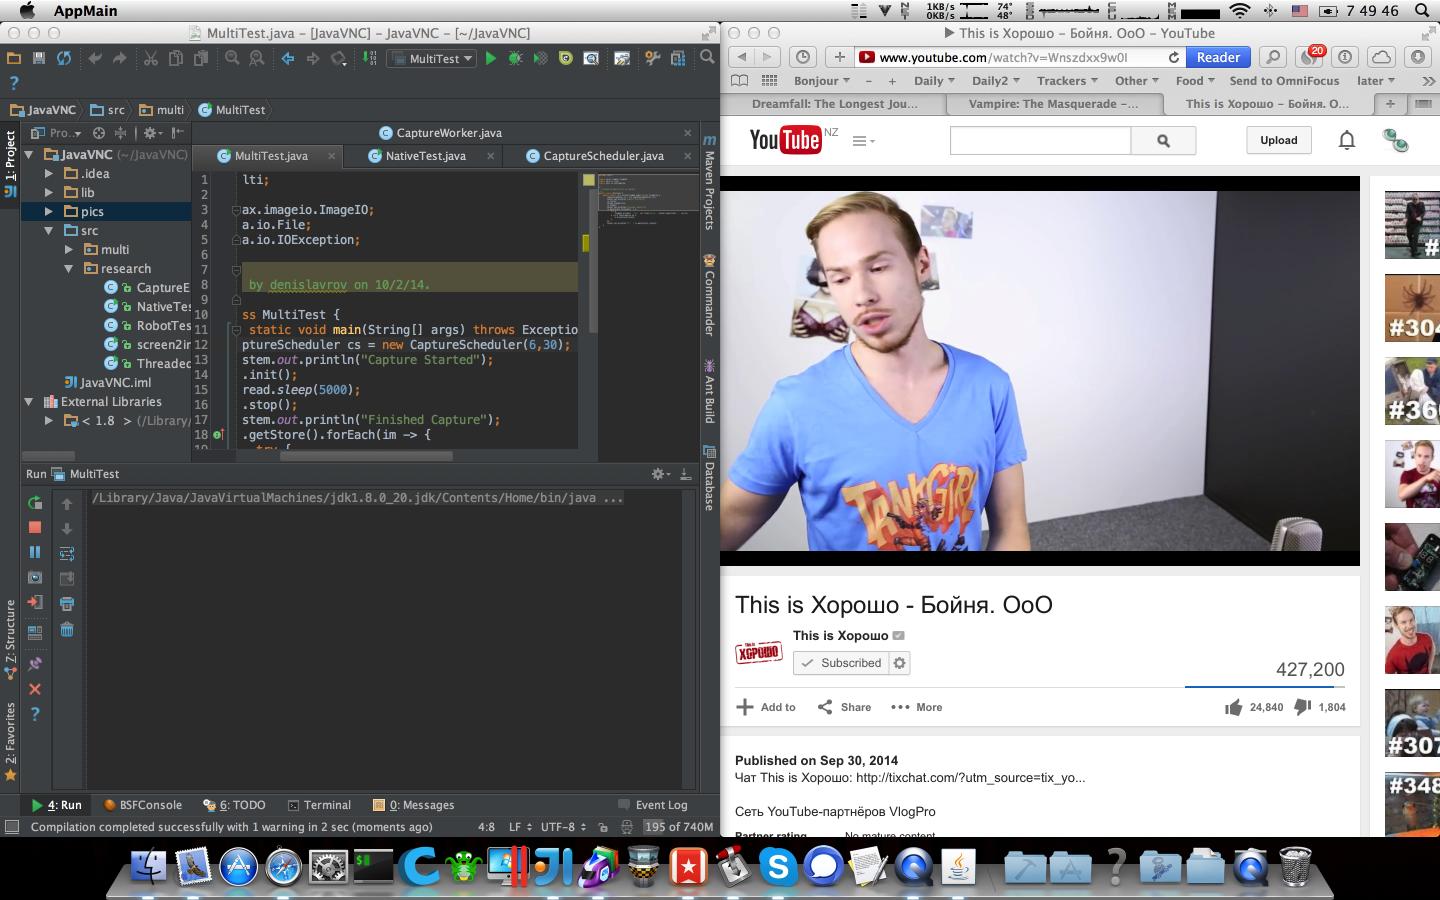 AppMain
1KB/s
0KB/s
74°
48°
7 49 46
MultiTest.java – [JavaVNC] – JavaVNC – [~/JavaVNC]
MultiTest
?
JavaVNC
src
multi
MultiTest
1: Project
Pro...
JavaVNC (~/JavaVNC)
.idea
lib
pics
src
multi
research
CaptureE
NativeTes
RobotTes
screen2in
Threaded
JavaVNC.iml
External Libraries
< 1.8 > (/Library/
CaptureWorker.java
MultiTest.java
NativeTest.java
CaptureScheduler.java
1 lti;
2
3 ax.imageio.ImageIO;
4 a.io.File;
5 a.io.IOException;
6
7
8 by denislavrov on 10/2/14.
9
10 ss MultiTest {
11 static void main(String[] args) throws Exceptio
12 ptureScheduler cs = new CaptureScheduler(6,30);
13 stem.out.println("Capture Started");
14 .init();
15 read.sleep(5000);
16 .stop();
17 stem.out.println("Finished Capture");
18 .getStore().forEach(im -> {
19 try {
Maven Projects
Commander
Ant Build
Database
Run MultiTest
/Library/Java/JavaVirtualMachines/jdk1.8.0_20.jdk/Contents/Home/bin/java ...
Z: Structure
2: Favorites
4: Run
BSFConsole
6: TODO
Terminal
0: Messages
Event Log
Compilation completed successfully with 1 warning in 2 sec (moments ago)
4:8
LF
UTF-8
195 of 740M
This is Хорошо – Бойня. ОоО – YouTube
www.youtube.com/watch?v=Wnszdxx9w0I
Reader
20
Bonjour
Daily
Daily2
Trackers
Other
Food
Send to OmniFocus
later
Dreamfall: The Longest Jou...
Vampire: The Masquerade –...
This is Хорошо – Бойня. О...
YouTube NZ
Upload
TANK GIRL
#
#304
#36
#307
#348
This is Хорошо - Бойня. ОоО
This is ХОРОШО
This is Хорошо
Subscribed
427,200
Add to
Share
More
24,840
1,804
Published on Sep 30, 2014
Чат This is Хорошо: http://tixchat.com/?utm_source=tix_yo...
Сеть YouTube-партнёров VlogPro
Partner rating
No mature content